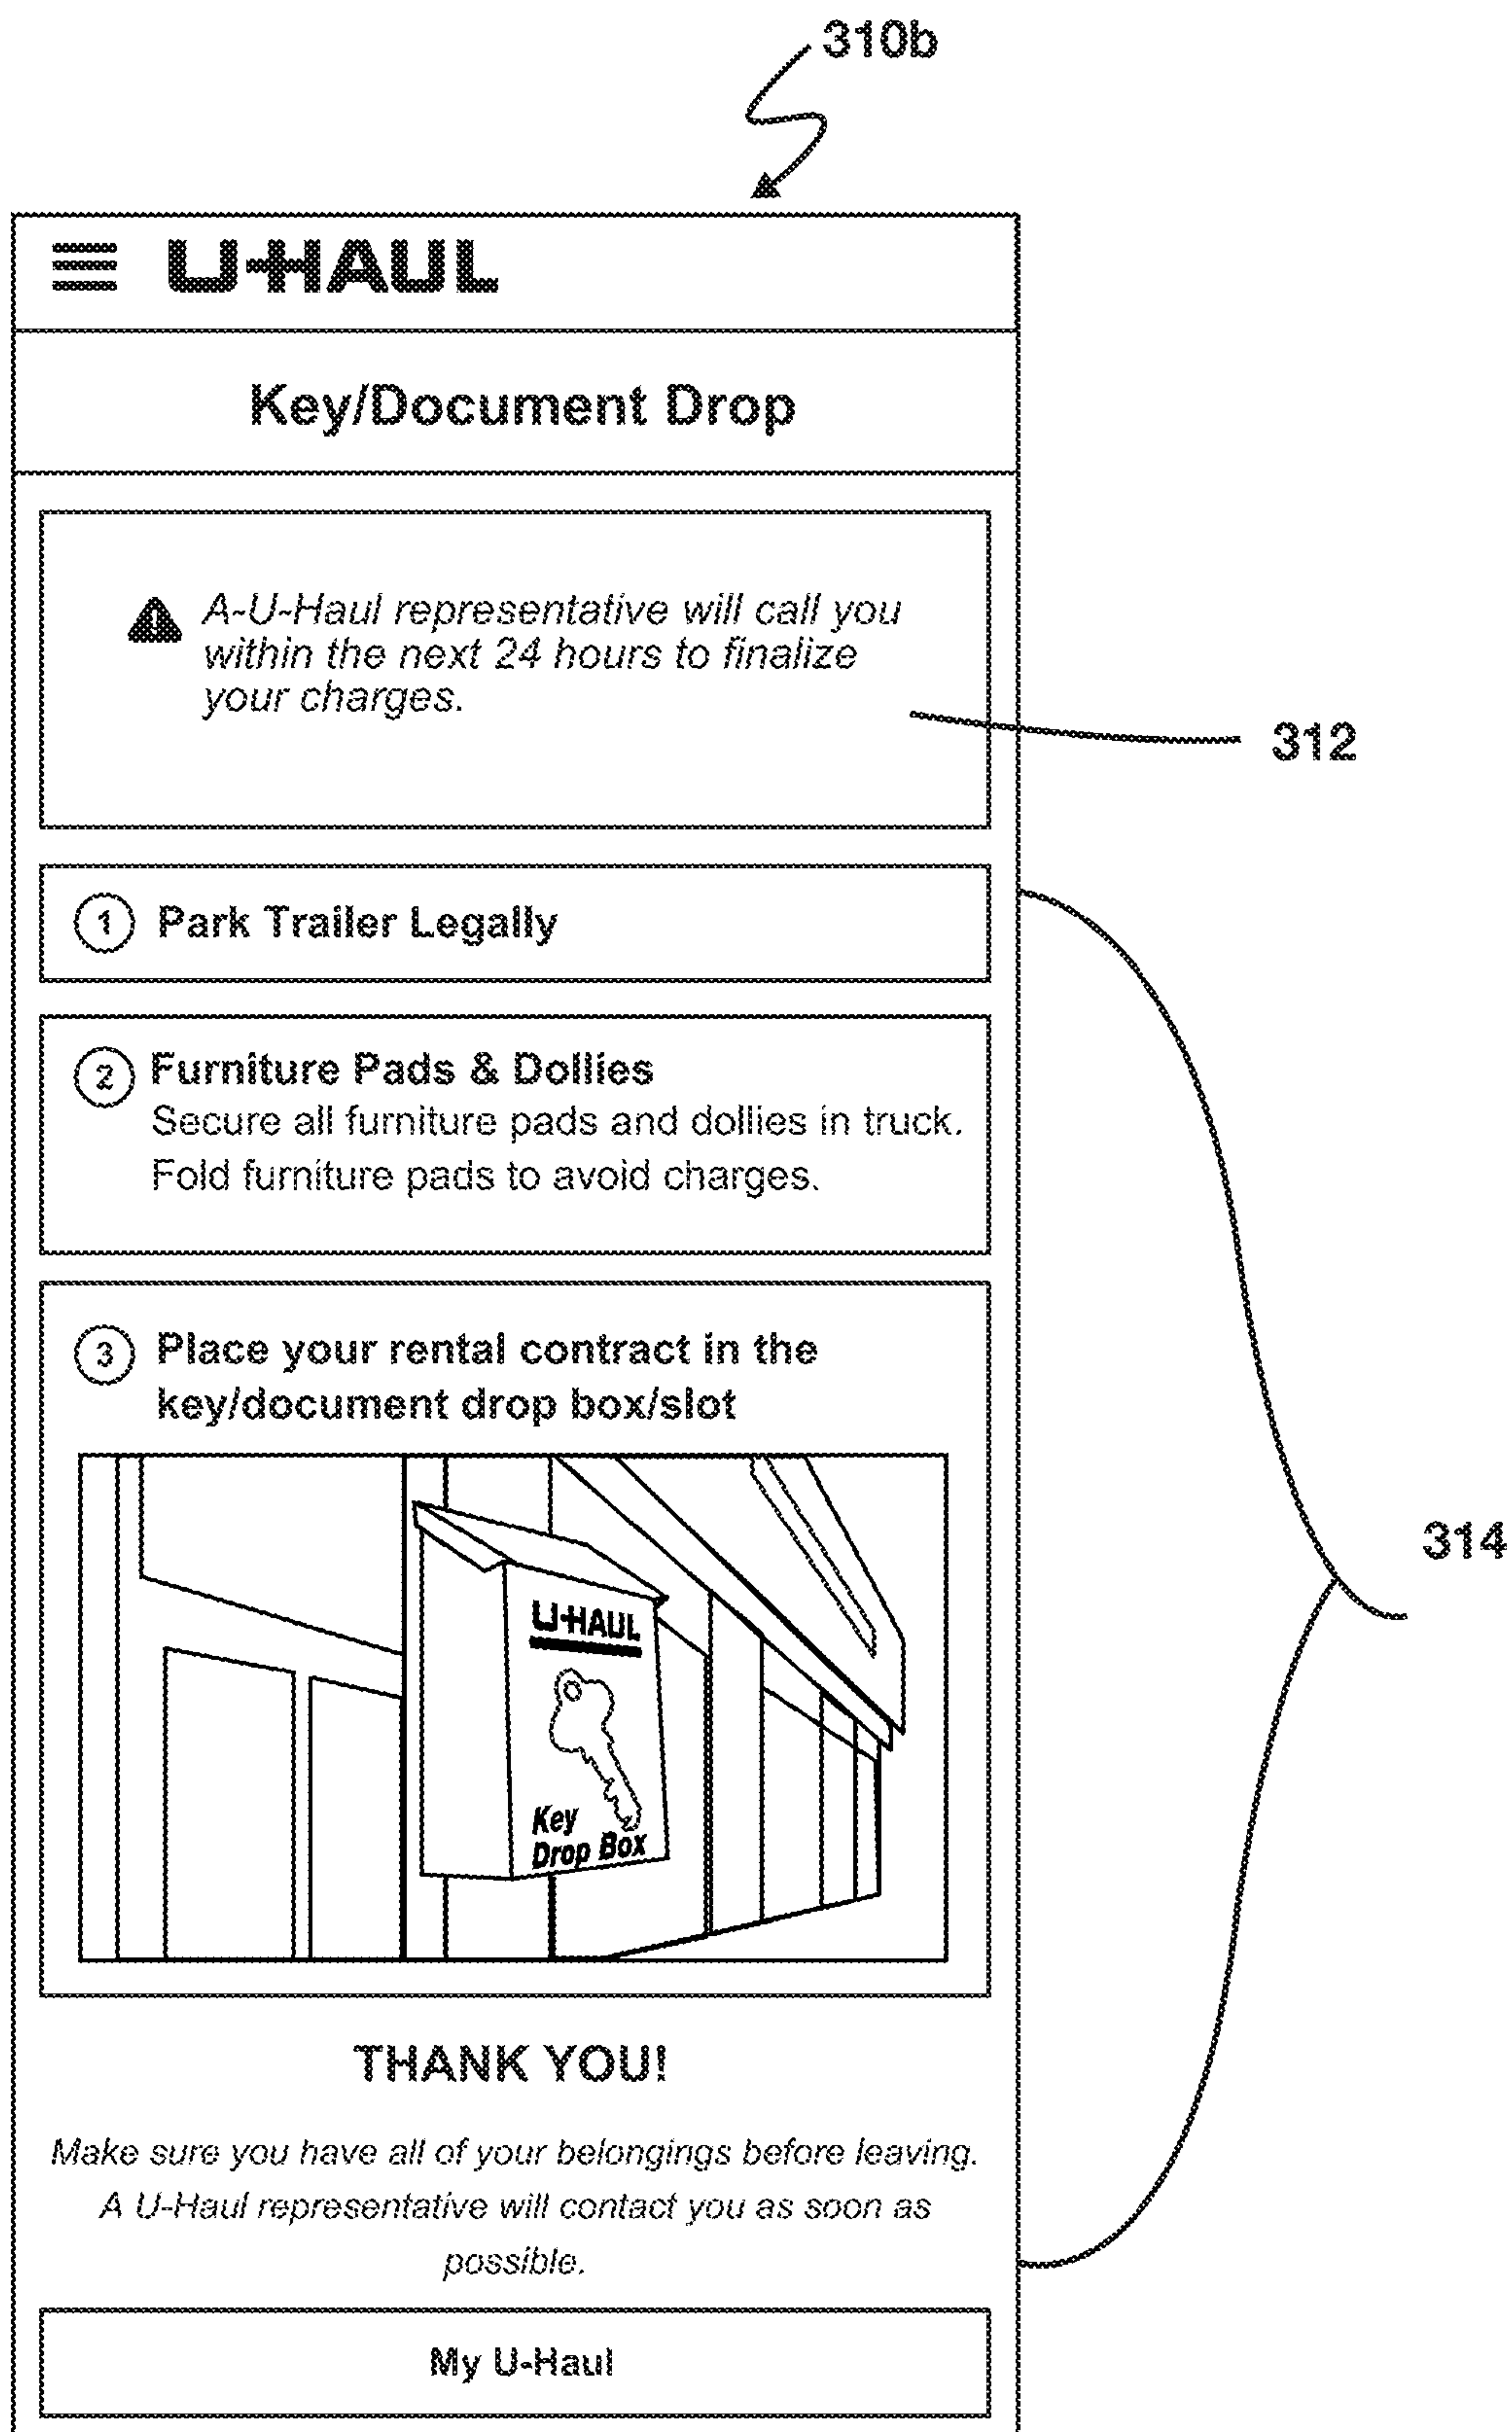 310b
U-HAUL
Key/Document Drop
A-U-Haul representative will call you
within the next 24 hours to finalize
your charges.
312
1 Park Trailer Legally
2 Furniture Pads & Dollies
Secure all furniture pads and dollies in truck.
Fold furniture pads to avoid charges.
3 Place your rental contract in the
key/document drop box/slot
314
U-HAUL
Key
Drop Box
THANK YOU!
Make sure you have all of your belongings before leaving.
A U-Haul representative will contact you as soon as
possible.
My U-Haul